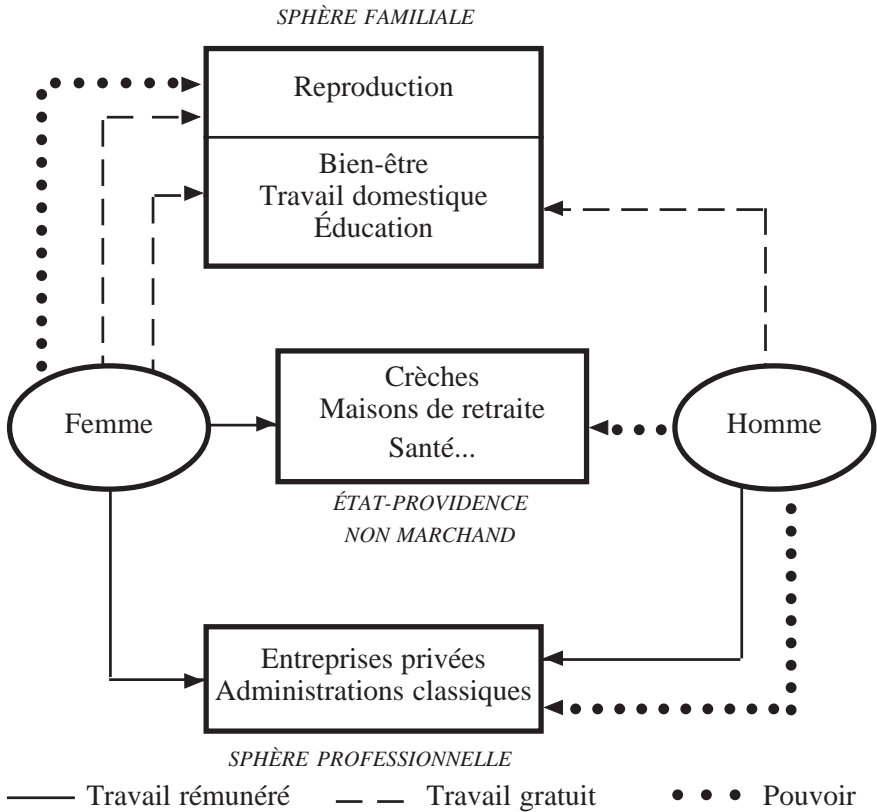 SPHÈRE FAMILIALE
Reproduction
Bien-être
Travail domestique
Éducation
Femme
Crèches
Maisons de retraite
Santé...
Homme
ÉTAT-PROVIDENCE
NON MARCHAND
Entreprises privées
Administrations classiques
SPHÈRE PROFESSIONNELLE
Travail rémunéré
Travail gratuit
Pouvoir